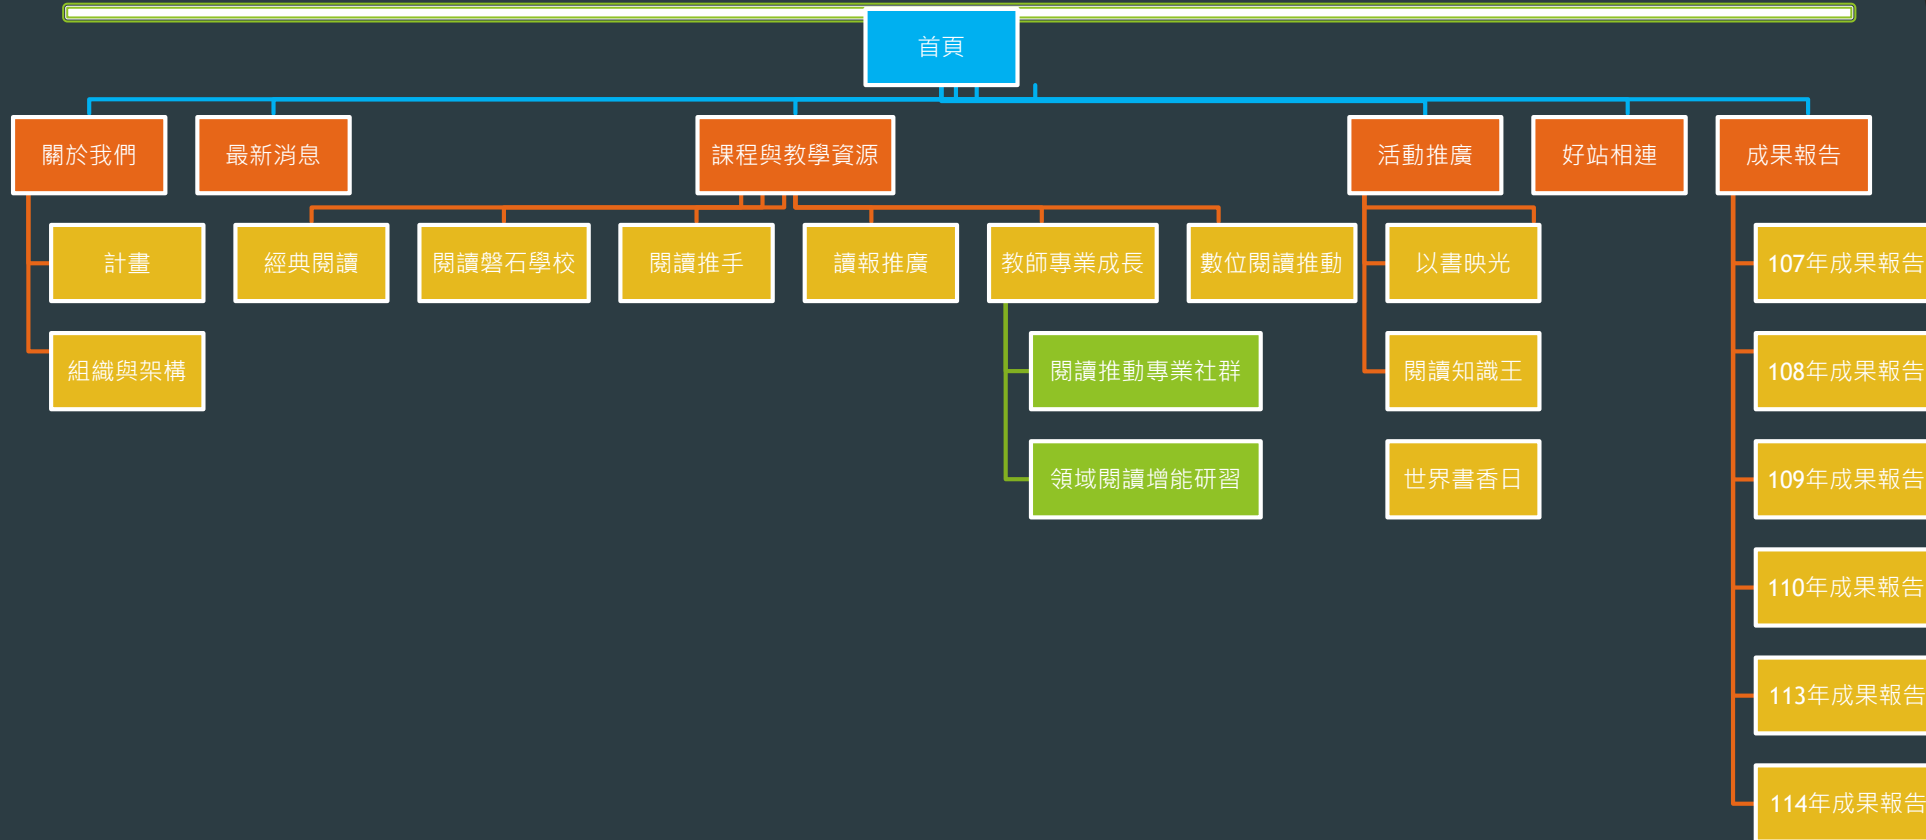 首頁
關於我們
最新消息
課程與教學資源
活動推廣
好站相連
成果報告
計畫
經典閱讀
閱讀磐石學校
閱讀推手
讀報推廣
教師專業成長
數位閱讀推動
以書映光
107年成果報告
組織與架構
閱讀推動專業社群
閱讀知識王
108年成果報告
領域閱讀增能研習
世界書香日
109年成果報告
110年成果報告
113年成果報告
114年成果報告